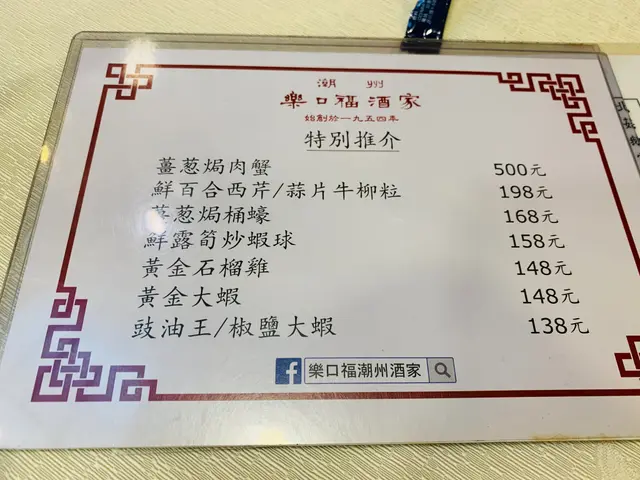 潮州
樂口福酒家
始創於一九五四年
特別推介
薑葱焗肉蟹 500元
鮮百合西芹/蒜片牛柳粒 198元
薑葱焗桶蠔 168元
鮮露筍炒蝦球 158元
黃金石榴雞 148元
黃金大蝦 148元
豉油王/椒鹽大蝦 138元
樂口福潮州酒家